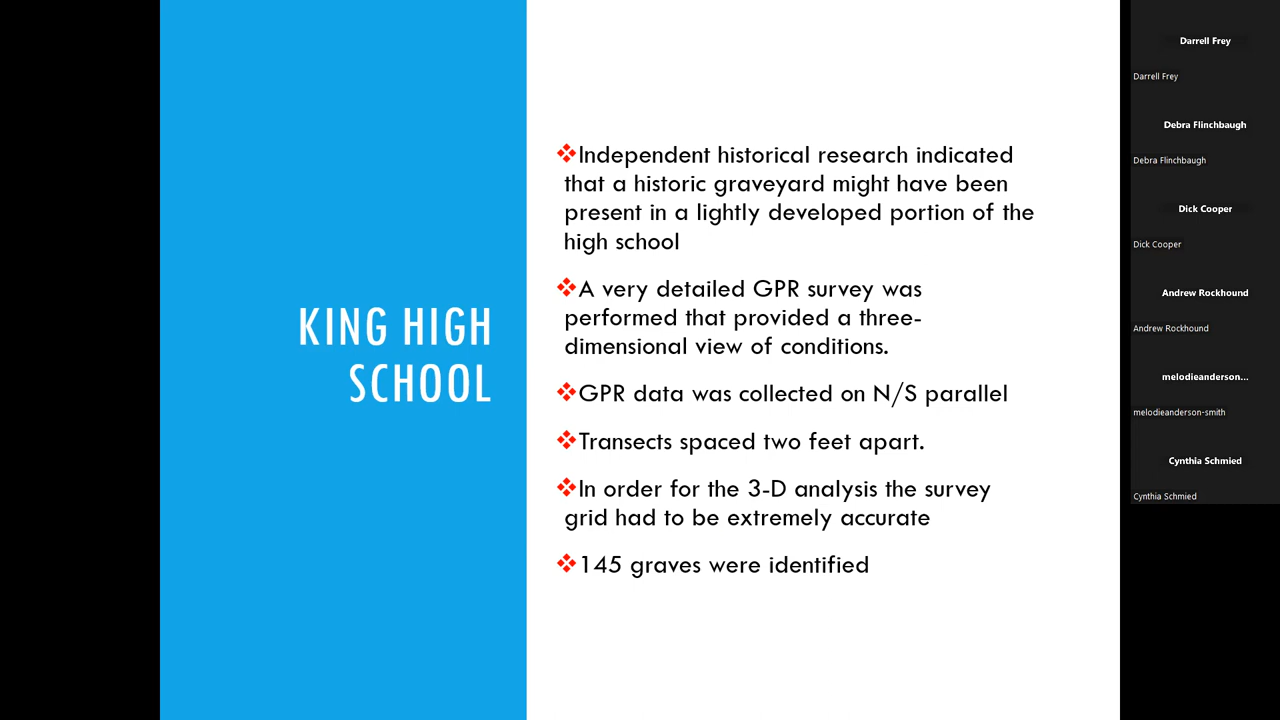 KING HIGH
SCHOOL
Independent historical research indicated
that a historic graveyard might have been
present in a lightly developed portion of the
high school
A very detailed GPR survey was
performed that provided a three-
dimensional view of conditions.
GPR data was collected on N/S parallel
Transects spaced two feet apart.
In order for the 3-D analysis the survey
grid had to be extremely accurate
145 graves were identified
Darrell Frey
Darrell Frey
Debra Flinchbaugh
Debra Flinchbaugh
Dick Cooper
Dick Cooper
Andrew Rockhound
Andrew Rockhound
melodieanderson...
melodieanderson-smith
Cynthia Schmied
Cynthia Schmied